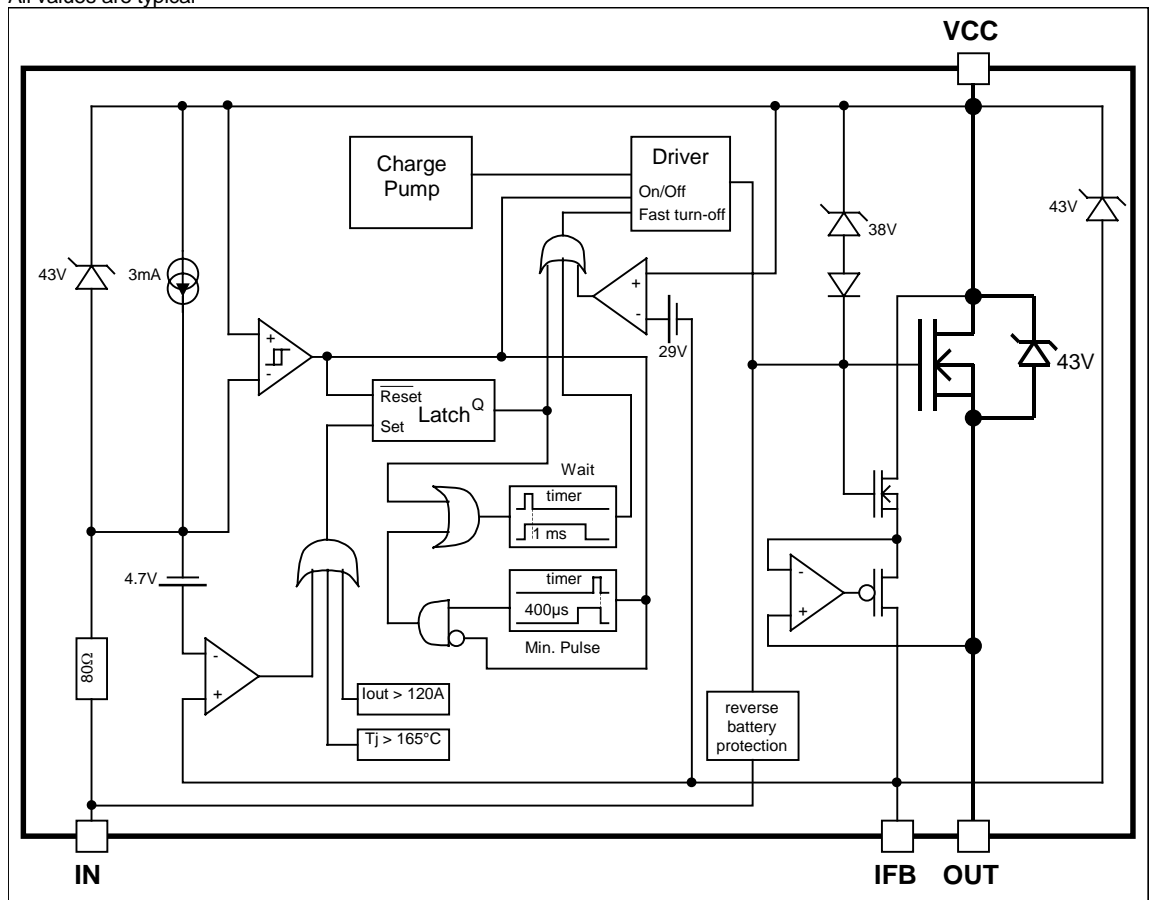 All values are typical
VCC
Charge
Pump
Driver
On/Off
Fast turn-off
43V
3mA
38V
43V
+
-
+
-
29V
43V
Reset
Latch
Q
Set
Wait
timer
1 ms
4.7V
timer
400µs
Min. Pulse
-
+
80Ω
-
+
Iout > 120A
Tj > 165°C
reverse
battery
protection
IN
IFB
OUT